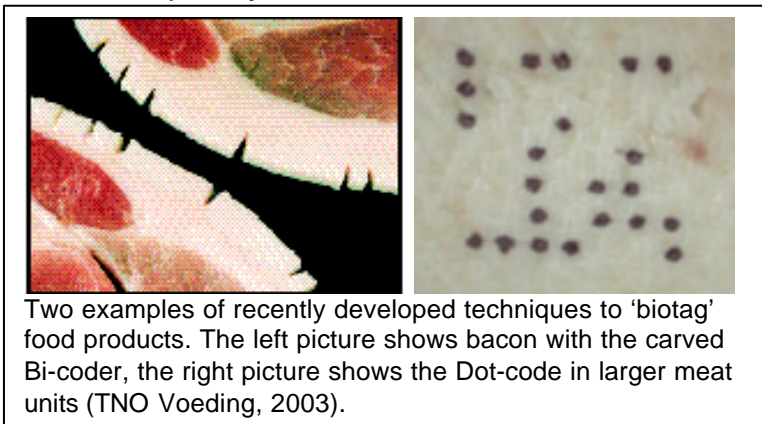 Two examples of recently developed techniques to ‘biotag’
food products. The left picture shows bacon with the carved
Bi-coder, the right picture shows the Dot-code in larger meat
units (TNO Voeding, 2003).